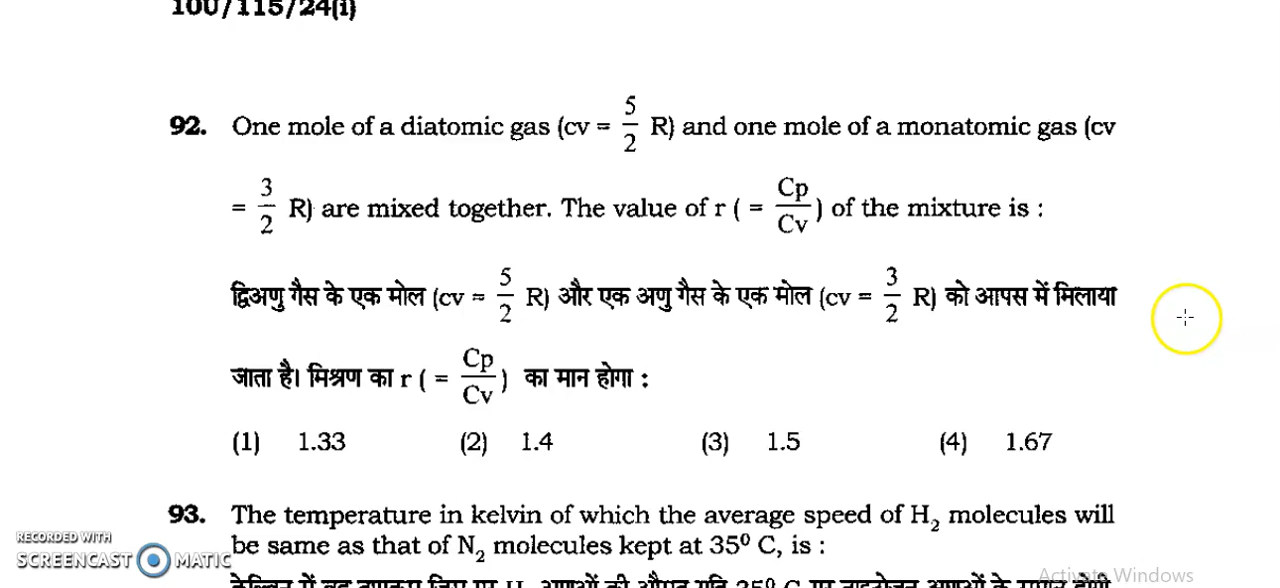 100/115/24(i)
92. One mole of a diatomic gas (cv = 5/2 R) and one mole of a monatomic gas (cv
= 3/2 R) are mixed together. The value of r ( = Cp/Cv ) of the mixture is :
द्विअणु गैस के एक मोल (cv = 5/2 R) और एक अणु गैस के एक मोल (cv = 3/2 R) को आपस में मिलाया
जाता है। मिश्रण का r ( = Cp/Cv ) का मान होगा :
(1) 1.33 (2) 1.4 (3) 1.5 (4) 1.67
93. The temperature in kelvin of which the average speed of H₂ molecules will
be same as that of N₂ molecules kept at 35⁰ C, is :
RECORDED WITH
SCREENCAST MATIC
Activate Windows